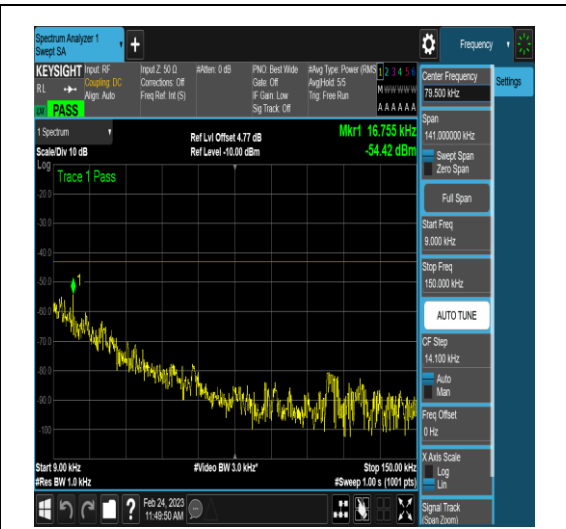 Spectrum Analyzer 1
Swept SA
Frequency
KEYSIGHT
RL
PASS
Input: RF
Coupling: DC
Align: Auto
Input Z: 50 Ω
Corrections: Off
Freq Ref: Int (S)
#Atten: 0 dB
PNO: Best Wide
Gate: Off
IF Gain: Low
Sig Track: Off
#Avg Type: Power (RMS
Avg|Hold: 5/5
Trig: Free Run
1 2 3 4 5 6
M W W W W W
A A A A A A
1 Spectrum
Scale/Div 10 dB
Ref Lvl Offset 4.77 dB
Ref Level -10.00 dBm
Mkr1 16.755 kHz
-54.42 dBm
Log
Trace 1 Pass
-20.0
-30.0
-40.0
-50.0
-60.0
-70.0
-80.0
-90.0
-100
1
Start 9.00 kHz
#Res BW 1.0 kHz
#Video BW 3.0 kHz*
Stop 150.00 kHz
#Sweep 1.00 s (1001 pts)
Feb 24, 2023
11:49:50 AM
Center Frequency
79.500 kHz
Settings
Span
141.000000 kHz
Swept Span
Zero Span
Full Span
Start Freq
9.000 kHz
Stop Freq
150.000 kHz
AUTO TUNE
CF Step
14.100 kHz
Auto
Man
Freq Offset
0 Hz
X Axis Scale
Log
Lin
Signal Track
(Span Zoom)